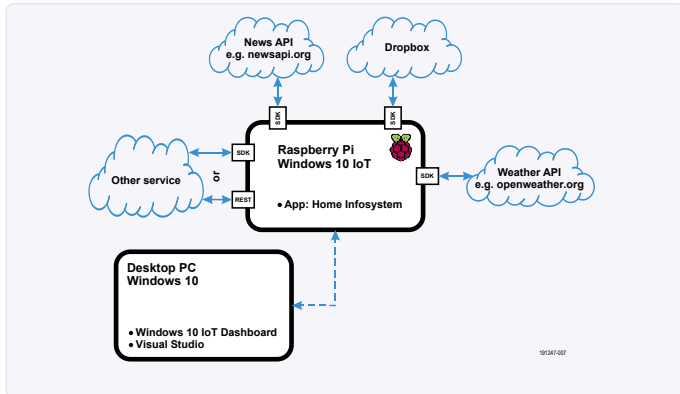 News API
e.g. newsapi.org
Dropbox
SDK
SDK
Raspberry Pi
Windows 10 IoT
SDK
Other service
or
REST
• App: Home Infosystem
SDK
Weather API
e.g. openweather.org
Desktop PC
Windows 10
• Windows 10 IoT Dashboard
• Visual Studio
191247-007